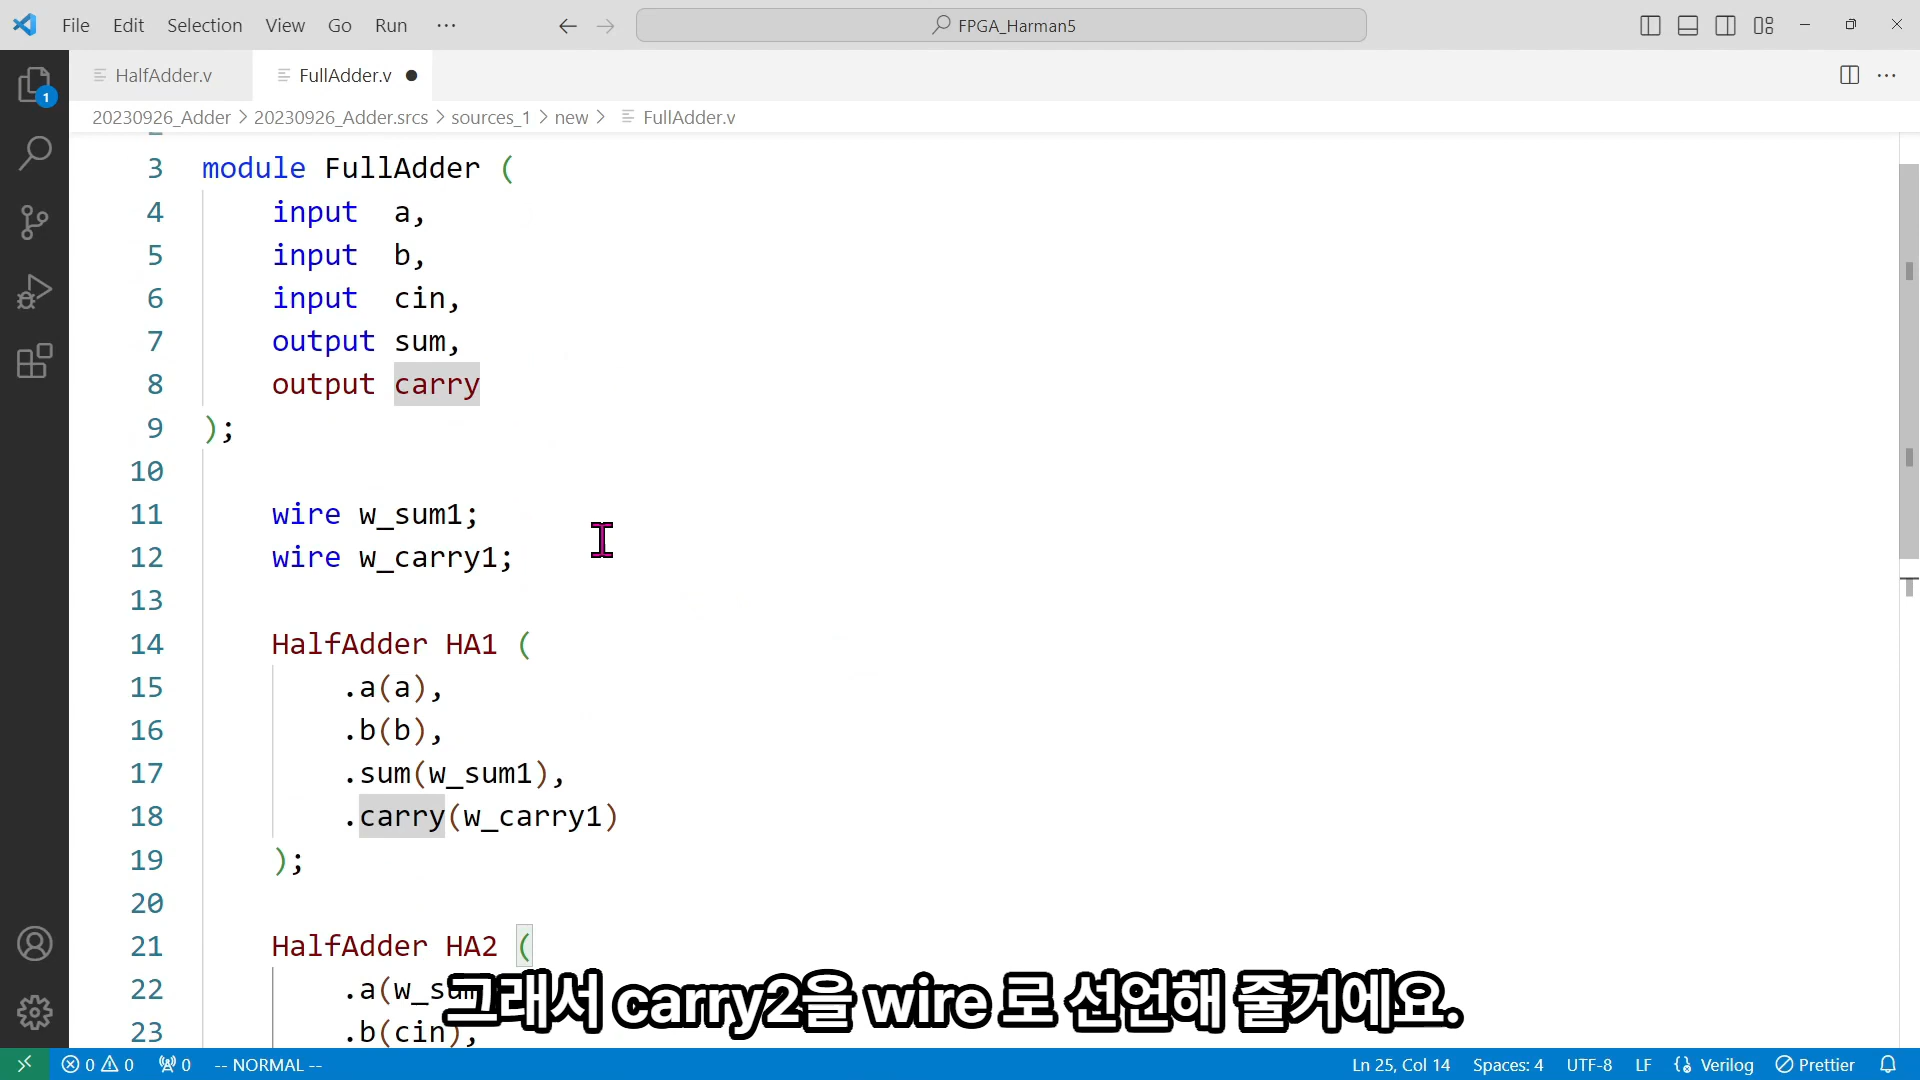 File Edit Selection View Go Run ··· ← → FPGA_Harman5
HalfAdder.v FullAdder.v ●
20230926_Adder > 20230926_Adder.srcs > sources_1 > new > FullAdder.v
3 module FullAdder (
4 input a,
5 input b,
6 input cin,
7 output sum,
8 output carry
9 );
10
11 wire w_sum1;
12 wire w_carry1;
13
14 HalfAdder HA1 (
15 .a(a),
16 .b(b),
17 .sum(w_sum1),
18 .carry(w_carry1)
19 );
20
21 HalfAdder HA2 (
22 .a(w_sum
23 .b(cin),
그래서 carry2을 wire 로 선언해 줄거에요.
1
0 0 0 -- NORMAL -- Ln 25, Col 14 Spaces: 4 UTF-8 LF Verilog Prettier